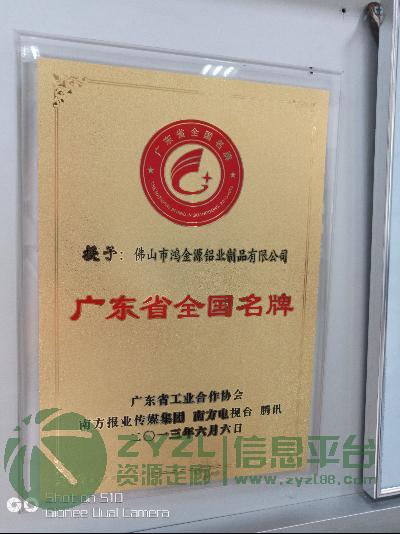 广东省全国名牌
授予：佛山市鸿金源铝业制品有限公司
广东省全国名牌
广东省工业合作协会
南方报业传媒集团 南方电视台 腾讯
二〇一三年六月六日
ZYZL信息平台
资源走廊 www.zyzl88.com
Shot on S10
Gionee Dual Camera